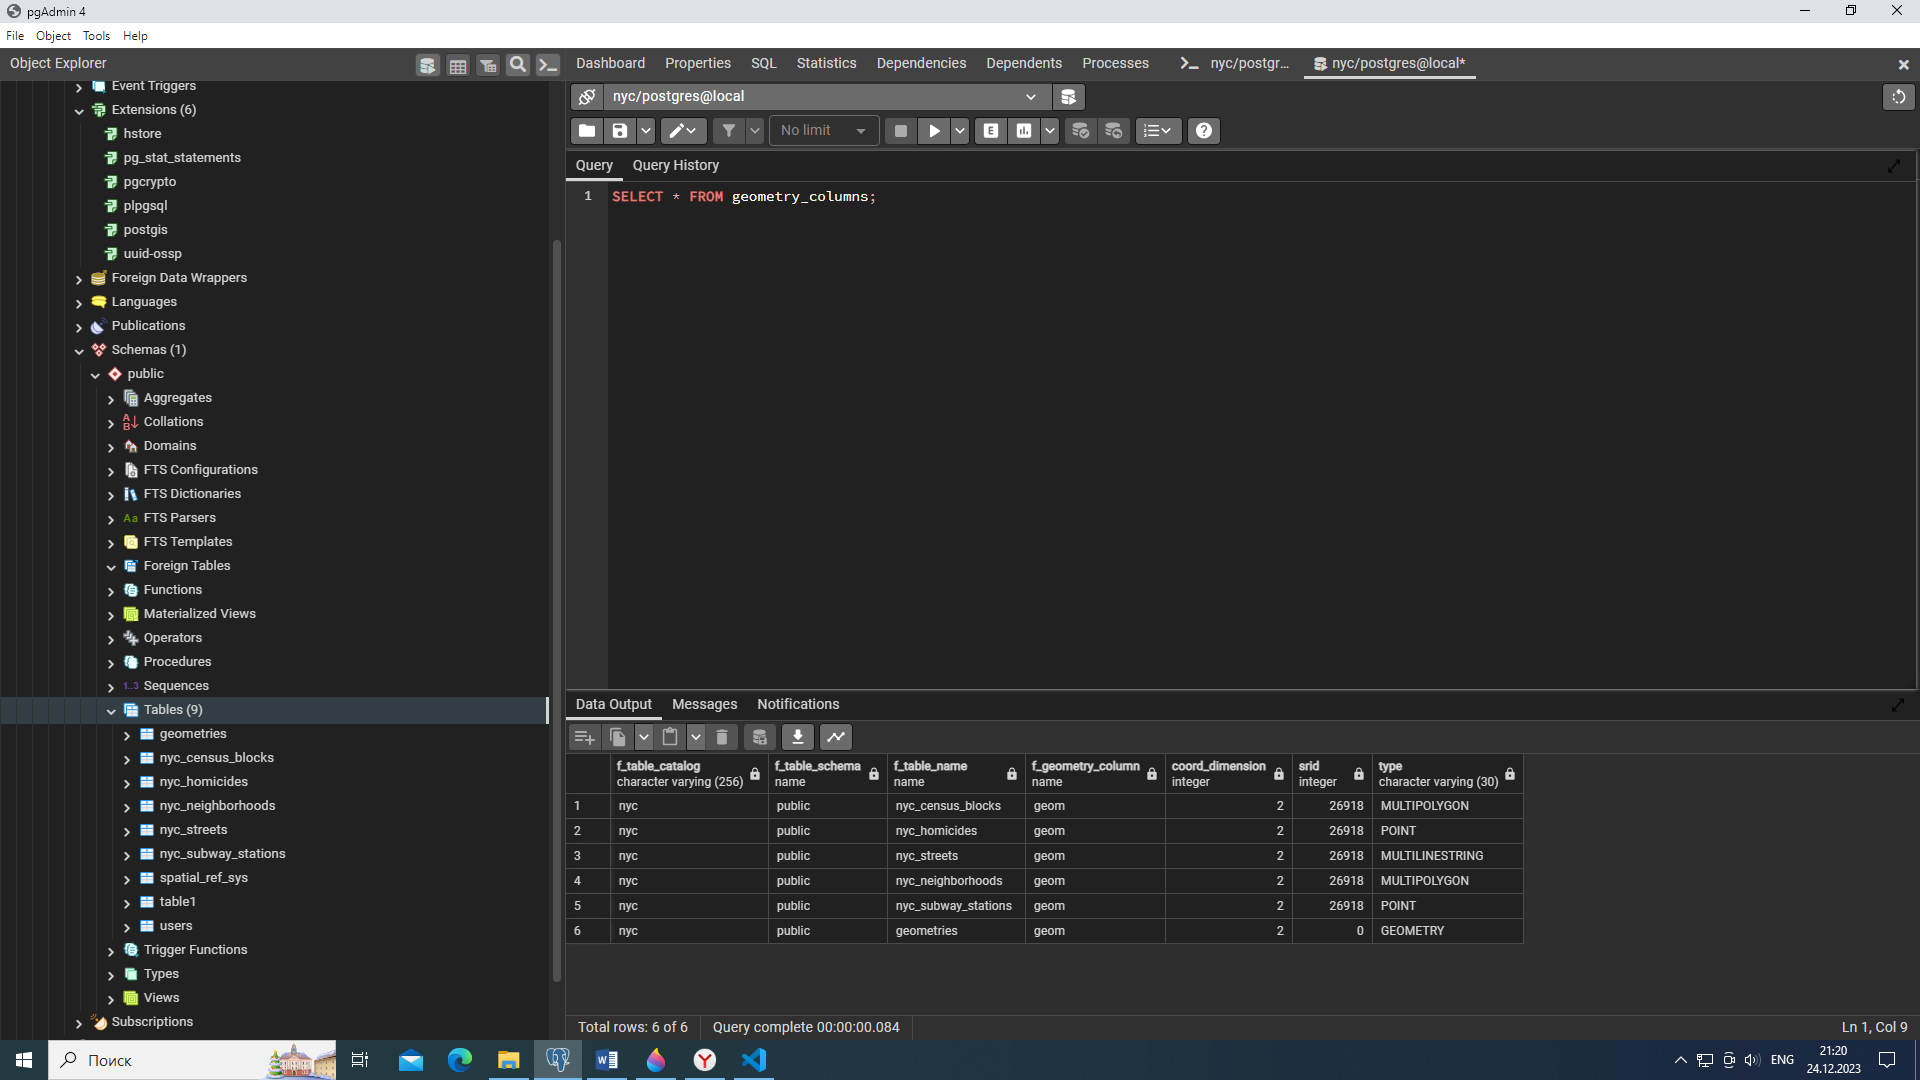 pgAdmin 4
File Object Tools Help
Object Explorer
Dashboard Properties SQL Statistics Dependencies Dependents Processes nyc/postgr... nyc/postgres@local*
Event Triggers
Extensions (6)
hstore
pg_stat_statements
pgcrypto
plpgsql
postgis
uuid-ossp
Foreign Data Wrappers
Languages
Publications
Schemas (1)
public
Aggregates
Collations
Domains
FTS Configurations
FTS Dictionaries
Aa FTS Parsers
FTS Templates
Foreign Tables
Functions
Materialized Views
Operators
Procedures
1..3 Sequences
Tables (9)
geometries
nyc_census_blocks
nyc_homicides
nyc_neighborhoods
nyc_streets
nyc_subway_stations
spatial_ref_sys
table1
users
Trigger Functions
Types
Views
Subscriptions
nyc/postgres@local
No limit E
Query Query History
1 SELECT * FROM geometry_columns;
Data Output Messages Notifications
f_table_catalog f_table_schema f_table_name f_geometry_column coord_dimension srid type
character varying (256) name name name integer integer character varying (30)
1 nyc public nyc_census_blocks geom 2 26918 MULTIPOLYGON
2 nyc public nyc_homicides geom 2 26918 POINT
3 nyc public nyc_streets geom 2 26918 MULTILINESTRING
4 nyc public nyc_neighborhoods geom 2 26918 MULTIPOLYGON
5 nyc public nyc_subway_stations geom 2 26918 POINT
6 nyc public geometries geom 2 0 GEOMETRY
Total rows: 6 of 6 Query complete 00:00:00.084 Ln 1, Col 9
Поиск ENG 21:20
24.12.2023